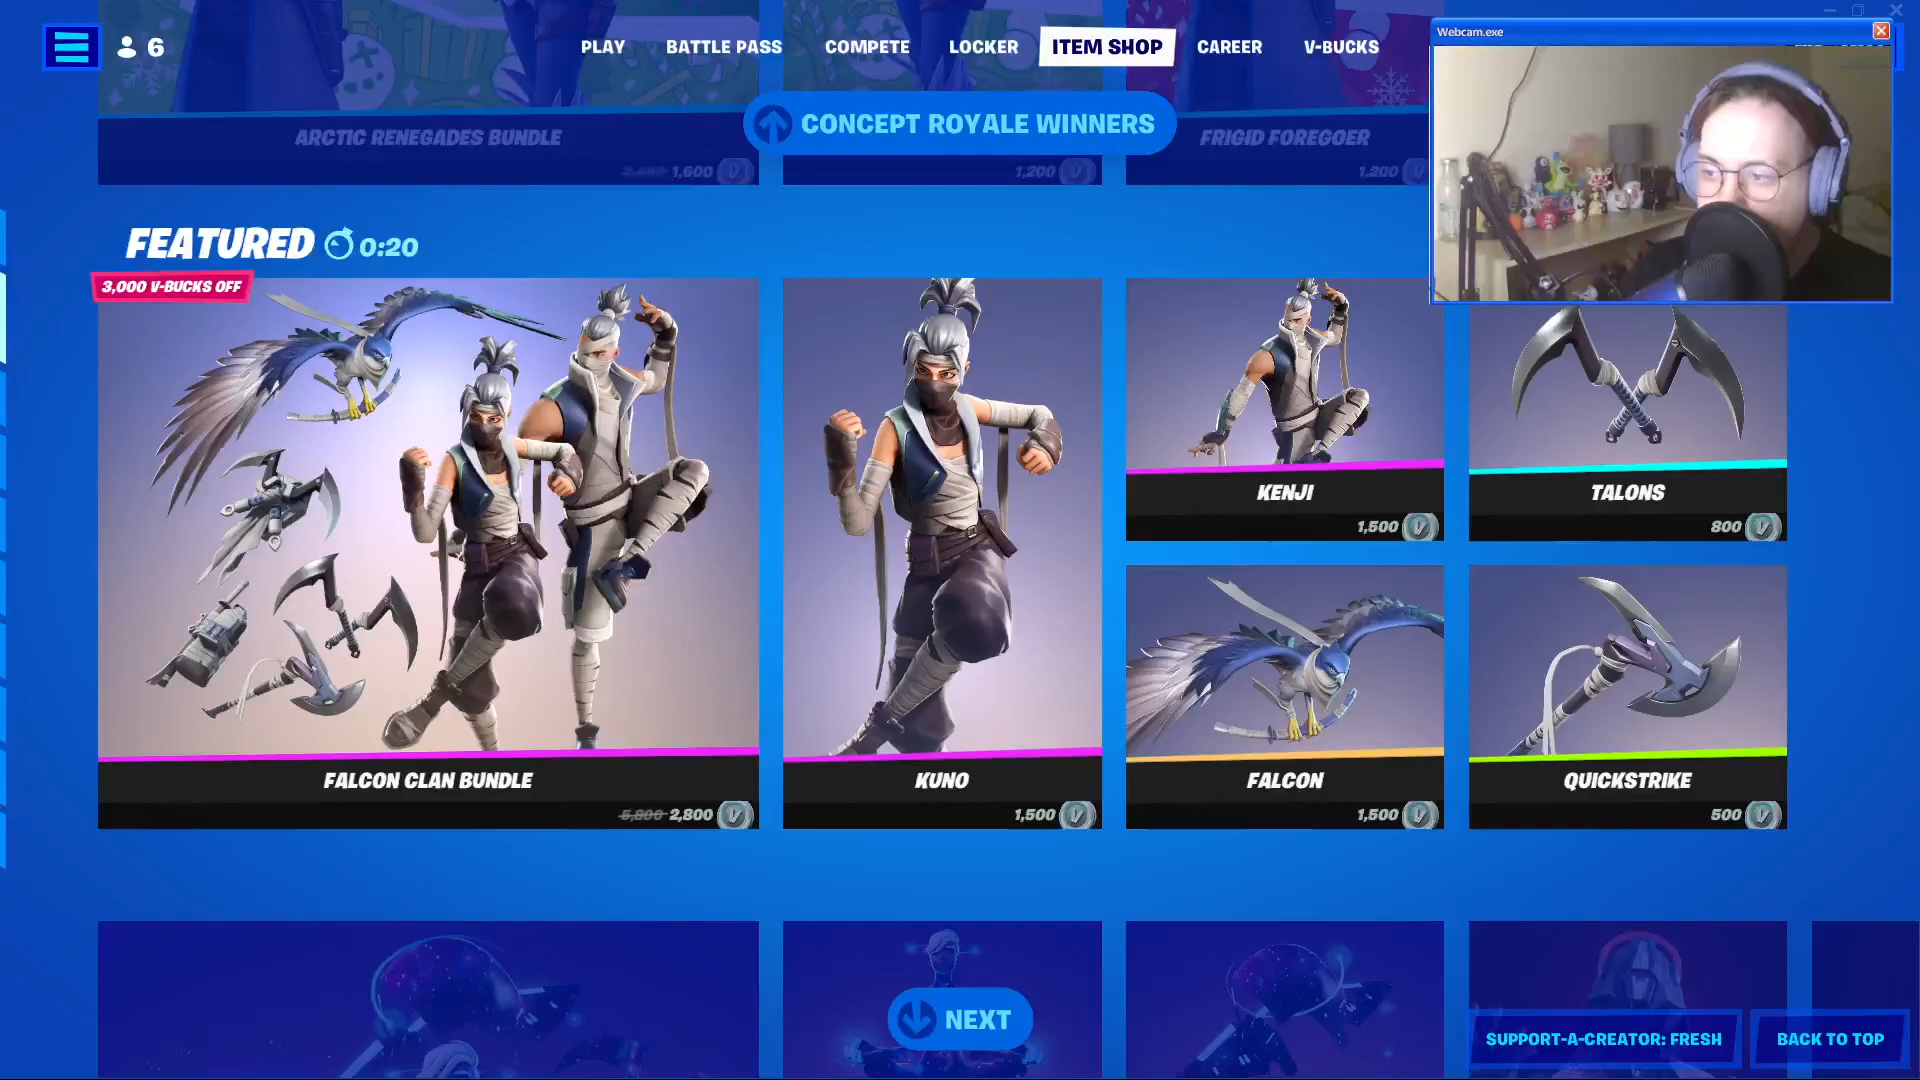 6
PLAY
BATTLE PASS
COMPETE
LOCKER
ITEM SHOP
CAREER
V-BUCKS
Webcam.exe
CONCEPT ROYALE WINNERS
ARCTIC RENEGADES BUNDLE
1,600
1,200
FRIGID FOREGOER
1,200
FEATURED 0:20
3,000 V-BUCKS OFF
FALCON CLAN BUNDLE
5,800 2,800
KUNO
1,500
KENJI
1,500
TALONS
800
FALCON
1,500
QUICKSTRIKE
500
NEXT
SUPPORT-A-CREATOR: FRESH
BACK TO TOP